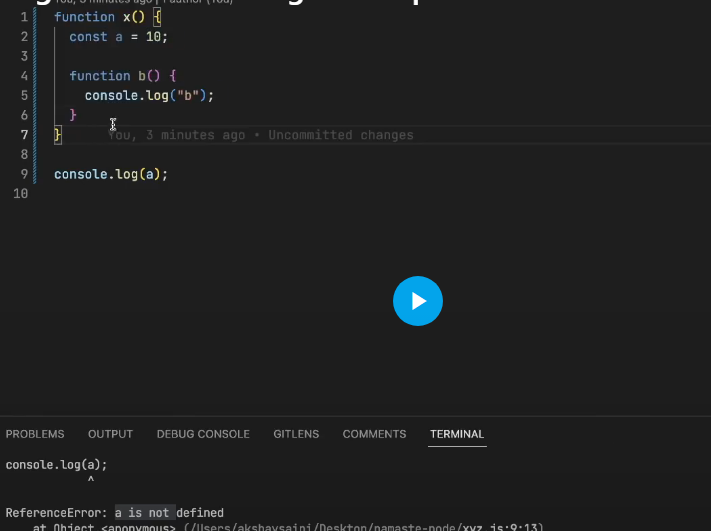 You, 3 minutes ago | 1 author (You)
1 function x() {
2 const a = 10;
3
4 function b() {
5 console.log("b");
6 }
7 } You, 3 minutes ago • Uncommitted changes
8
9 console.log(a);
10
PROBLEMS OUTPUT DEBUG CONSOLE GITLENS COMMENTS TERMINAL
console.log(a);
^
ReferenceError: a is not defined
at Object.<anonymous> (/Users/akshaysaini/Desktop/namaste-node/xyz.js:9:13)